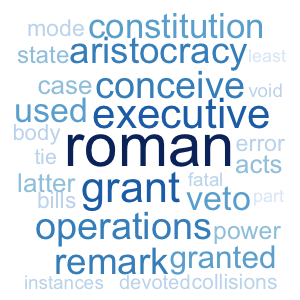 mode constitution
state aristocracy least
case conceive void
used executive
body roman error
tie acts
latter grant fatal
bills veto part
operations power
remark granted
instances devoted collisions